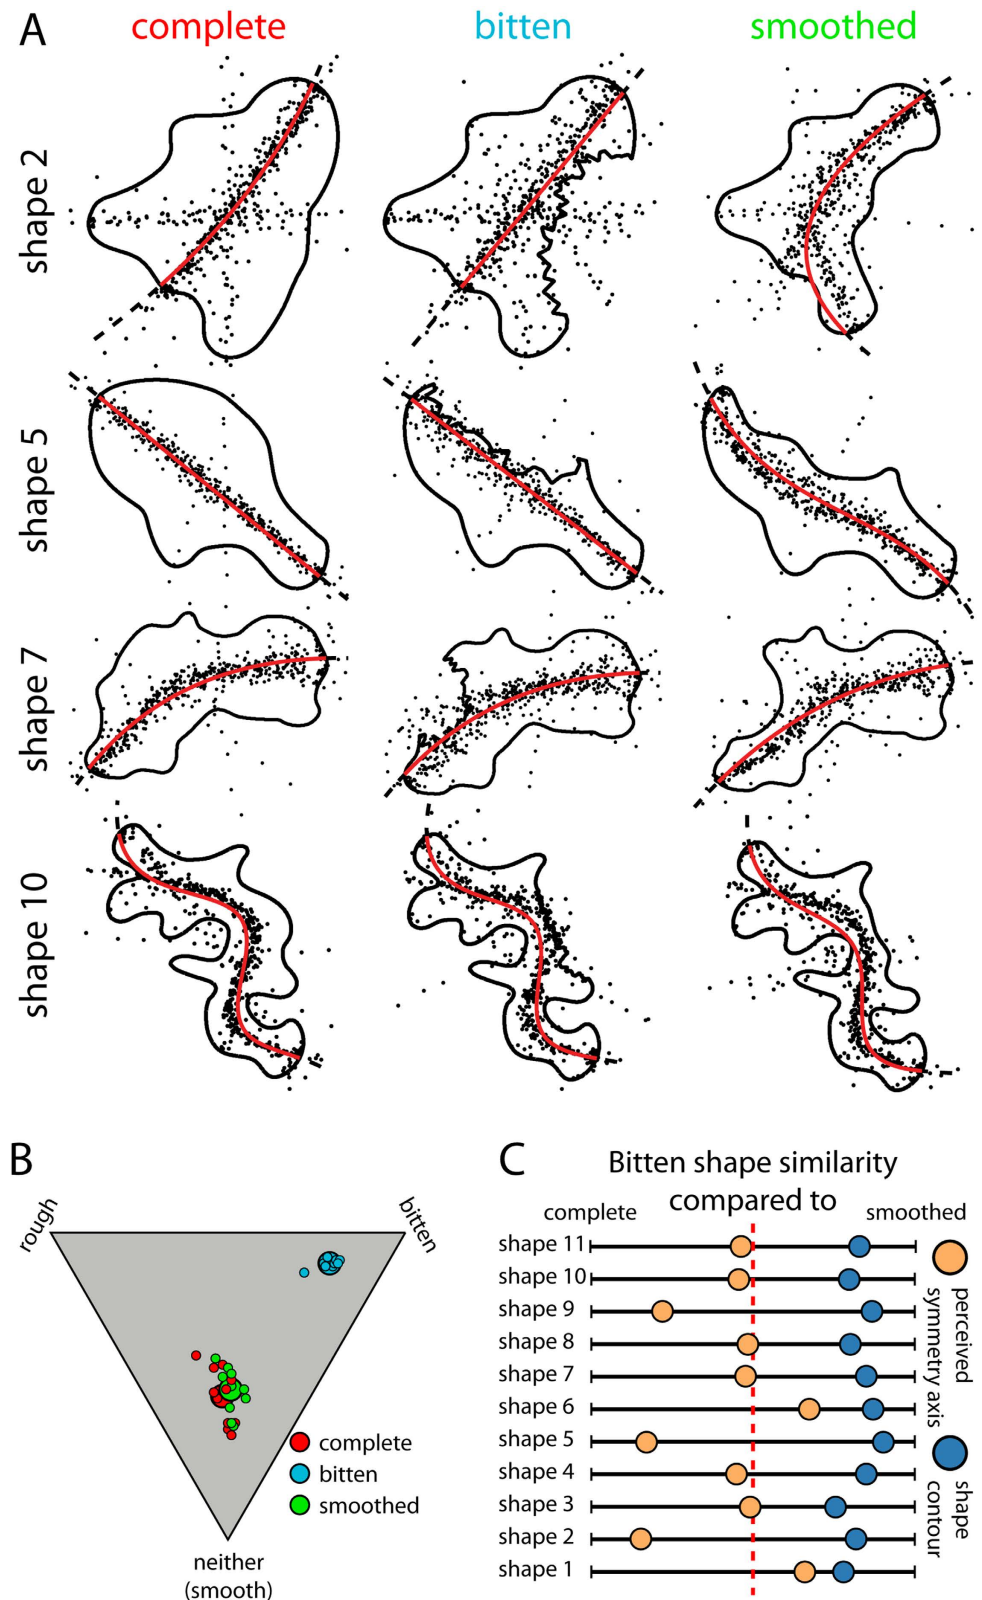 A
complete
bitten
smoothed
shape 2
shape 5
shape 7
shape 10
B
rough
bitten
neither
(smooth)
complete
bitten
smoothed
C
Bitten shape similarity
compared to
complete
smoothed
shape 11
shape 10
shape 9
shape 8
shape 7
shape 6
shape 5
shape 4
shape 3
shape 2
shape 1
perceived
symmetry axis
shape
contour